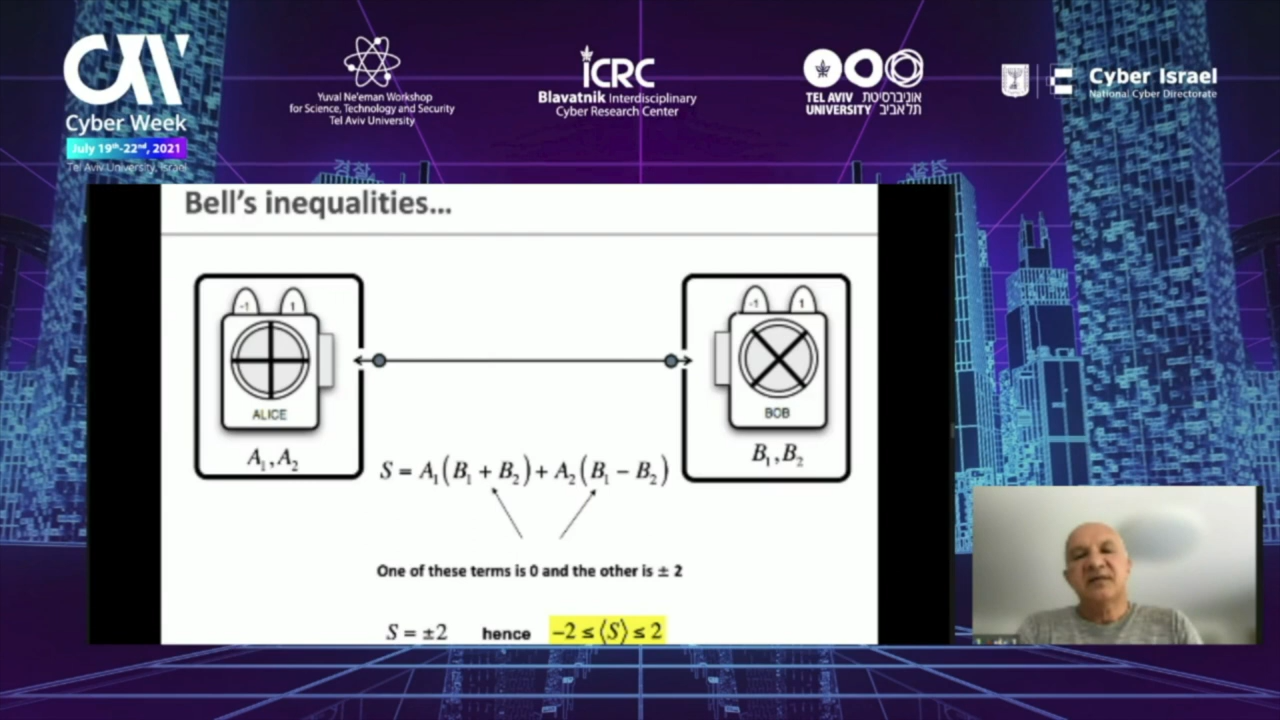 Cyber Week
July 19th-22nd, 2021
Tel Aviv University, Israel
Yuval Ne'eman Workshop
for Science, Technology and Security
Tel Aviv University
iCRC
Blavatnik Interdisciplinary
Cyber Research Center
TEL AVIV אוניברסיטת
UNIVERSITY תל אביב
Cyber Israel
National Cyber Directorate
Bell's inequalities...
-1 1
ALICE
A₁, A₂
-1 1
BOB
B₁, B₂
S = A₁(B₁ + B₂) + A₂(B₁ − B₂)
One of these terms is 0 and the other is ± 2
S = ±2 hence −2 ≤ ⟨S⟩ ≤ 2